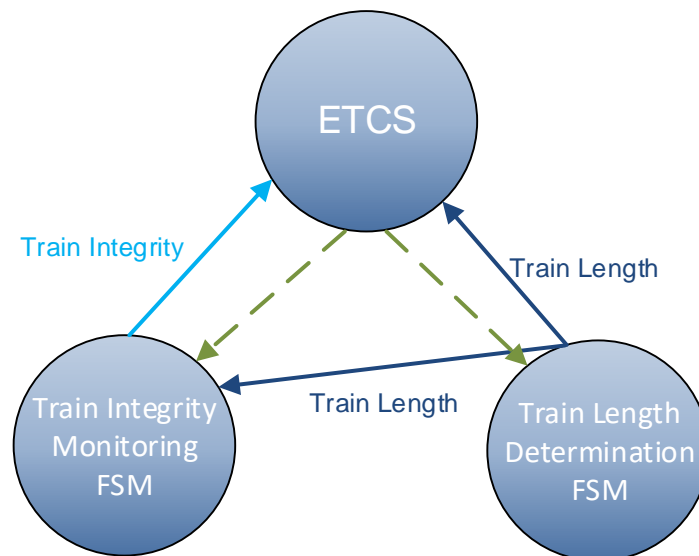 ETCS
Train Integrity
Train Length
Train Length
Train Integrity
Monitoring
FSM
Train Length
Determination
FSM